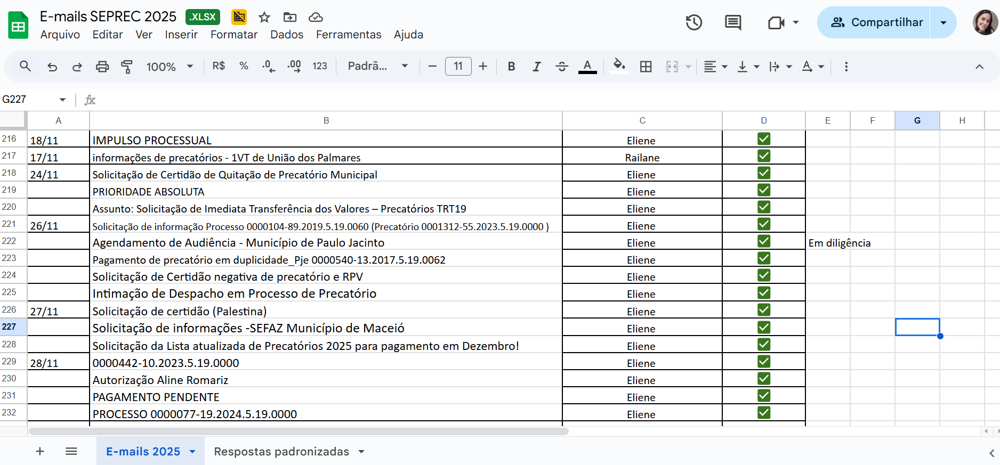 E-mails SEPREC 2025 .XLSX
Arquivo Editar Ver Inserir Formatar Dados Ferramentas Ajuda
Compartilhar
100% R$ % .0 .00 123 Padrã... 11 B I A A
G227 fx
A B C D E F G H
216 18/11 IMPULSO PROCESSUAL Eliene
217 17/11 informações de precatórios - 1VT de União dos Palmares Railane
218 24/11 Solicitação de Certidão de Quitação de Precatório Municipal Eliene
219 PRIORIDADE ABSOLUTA Eliene
220 Assunto: Solicitação de Imediata Transferência dos Valores – Precatórios TRT19 Eliene
221 26/11 Solicitação de informação Processo 0000104-89.2019.5.19.0060 (Precatório 0001312-55.2023.5.19.0000 ) Eliene
222 Agendamento de Audiência - Município de Paulo Jacinto Eliene Em diligência
223 Pagamento de precatório em duplicidade_Pje 0000540-13.2017.5.19.0062 Eliene
224 Solicitação de Certidão negativa de precatório e RPV Eliene
225 Intimação de Despacho em Processo de Precatório Eliene
226 27/11 Solicitação de certidão (Palestina) Eliene
227 Solicitação de informações -SEFAZ Município de Maceió Eliene
228 Solicitação da Lista atualizada de Precatórios 2025 para pagamento em Dezembro! Eliene
229 28/11 0000442-10.2023.5.19.0000 Eliene
230 Autorização Aline Romariz Eliene
231 PAGAMENTO PENDENTE Eliene
232 PROCESSO 0000077-19.2024.5.19.0000 Eliene
E-mails 2025 Respostas padronizadas